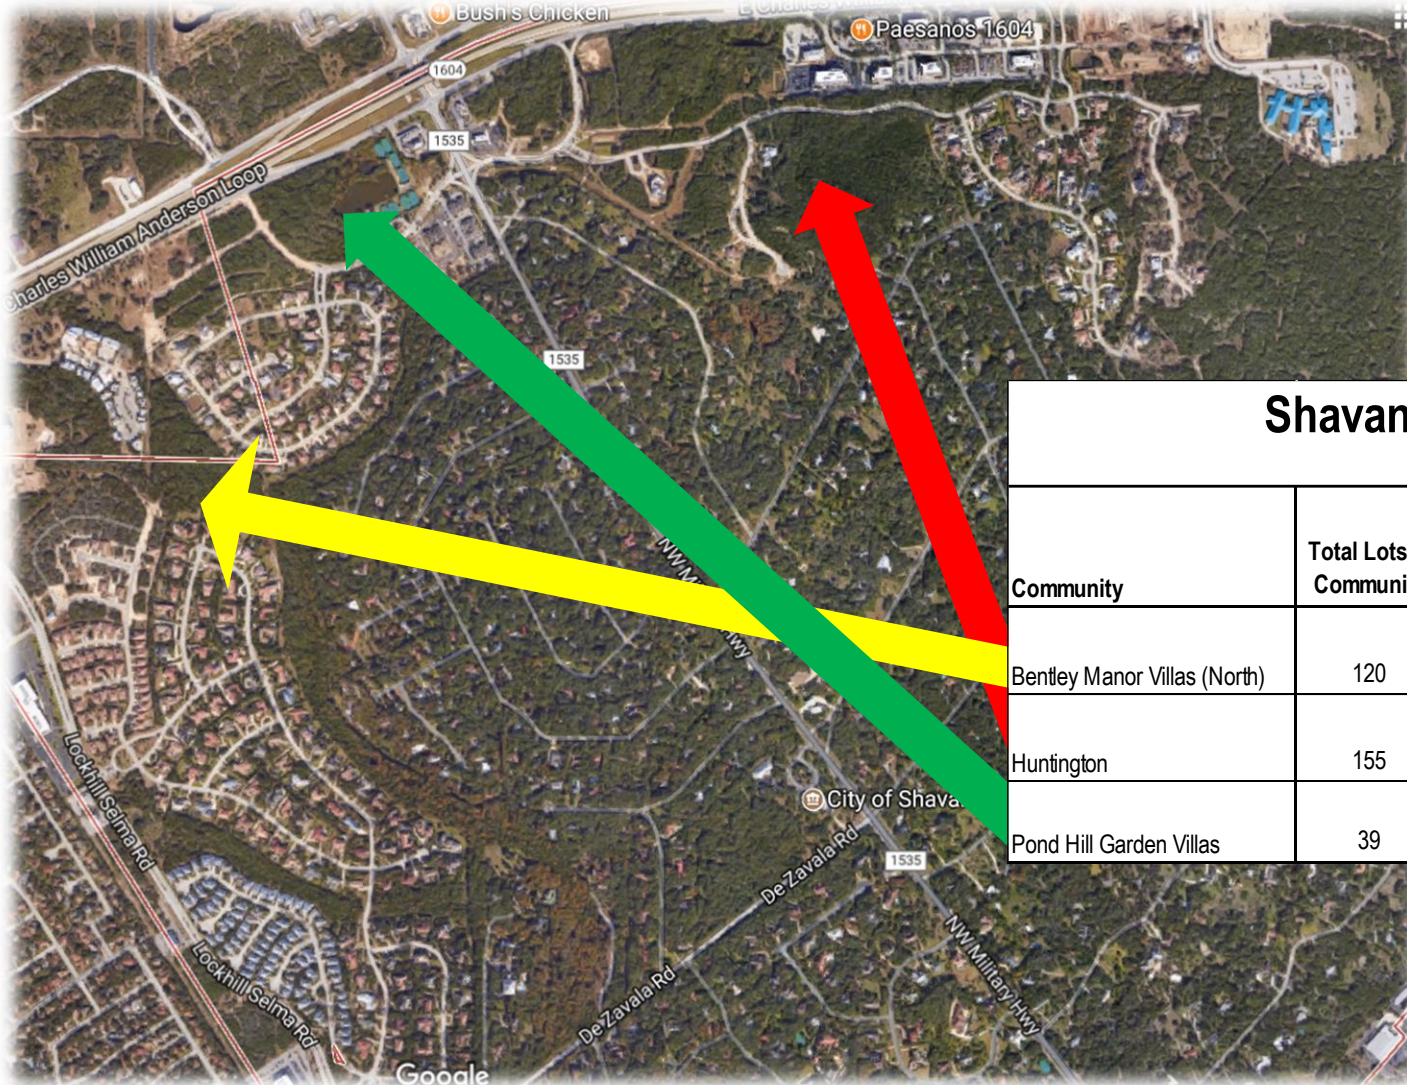 Bush's Chicken
Paesanos 1604
1604
1535
Charles William Anderson Loop
1535
Shavan
Community
Total Lots
Communi
Bentley Manor Villas (North)
120
Huntington
155
Pond Hill Garden Villas
39
NW M
Hwy
City of Shava
1535
De Zavala Rd
De Zavala Rd
NW Military Hwy
Lockhill Selma Rd
Lockhill Selma Rd
Google